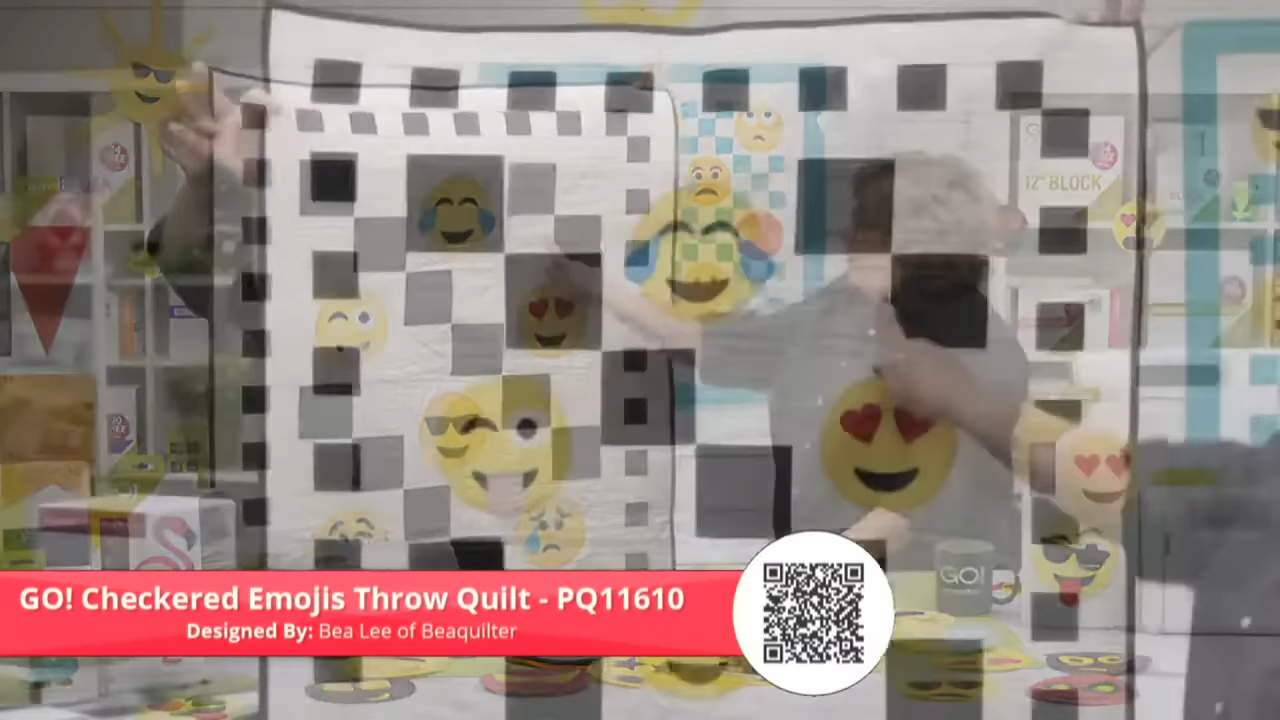 12" BLOCK
GO!
GO! Checkered Emojis Throw Quilt - PQ11610
Designed By: Bea Lee of Beaquilter